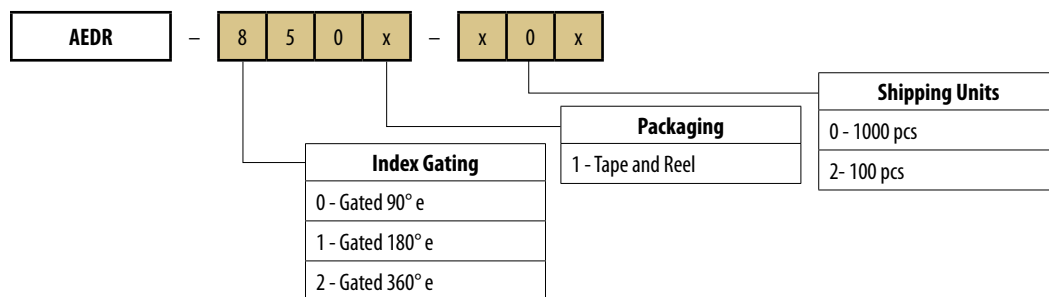 AEDR – 8 5 0 x – x 0 x
Shipping Units
0 - 1000 pcs
2- 100 pcs
Packaging
1 - Tape and Reel
Index Gating
0 - Gated 90° e
1 - Gated 180° e
2 - Gated 360° e